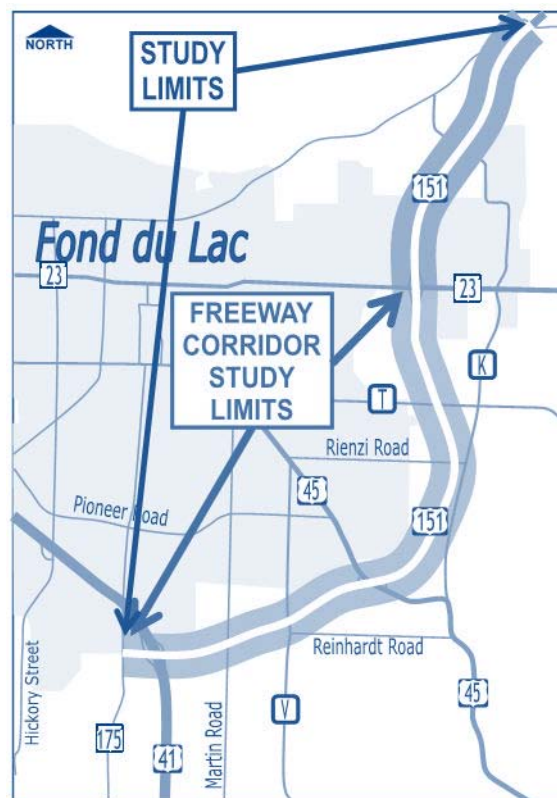 NORTH
STUDY
LIMITS
151
Fond du Lac
23
23
FREEWAY
CORRIDOR
STUDY
LIMITS
K
T
Rienzi Road
45
Pioneer Road
151
Hickory Street
Reinhardt Road
Martin Road
45
V
175
41